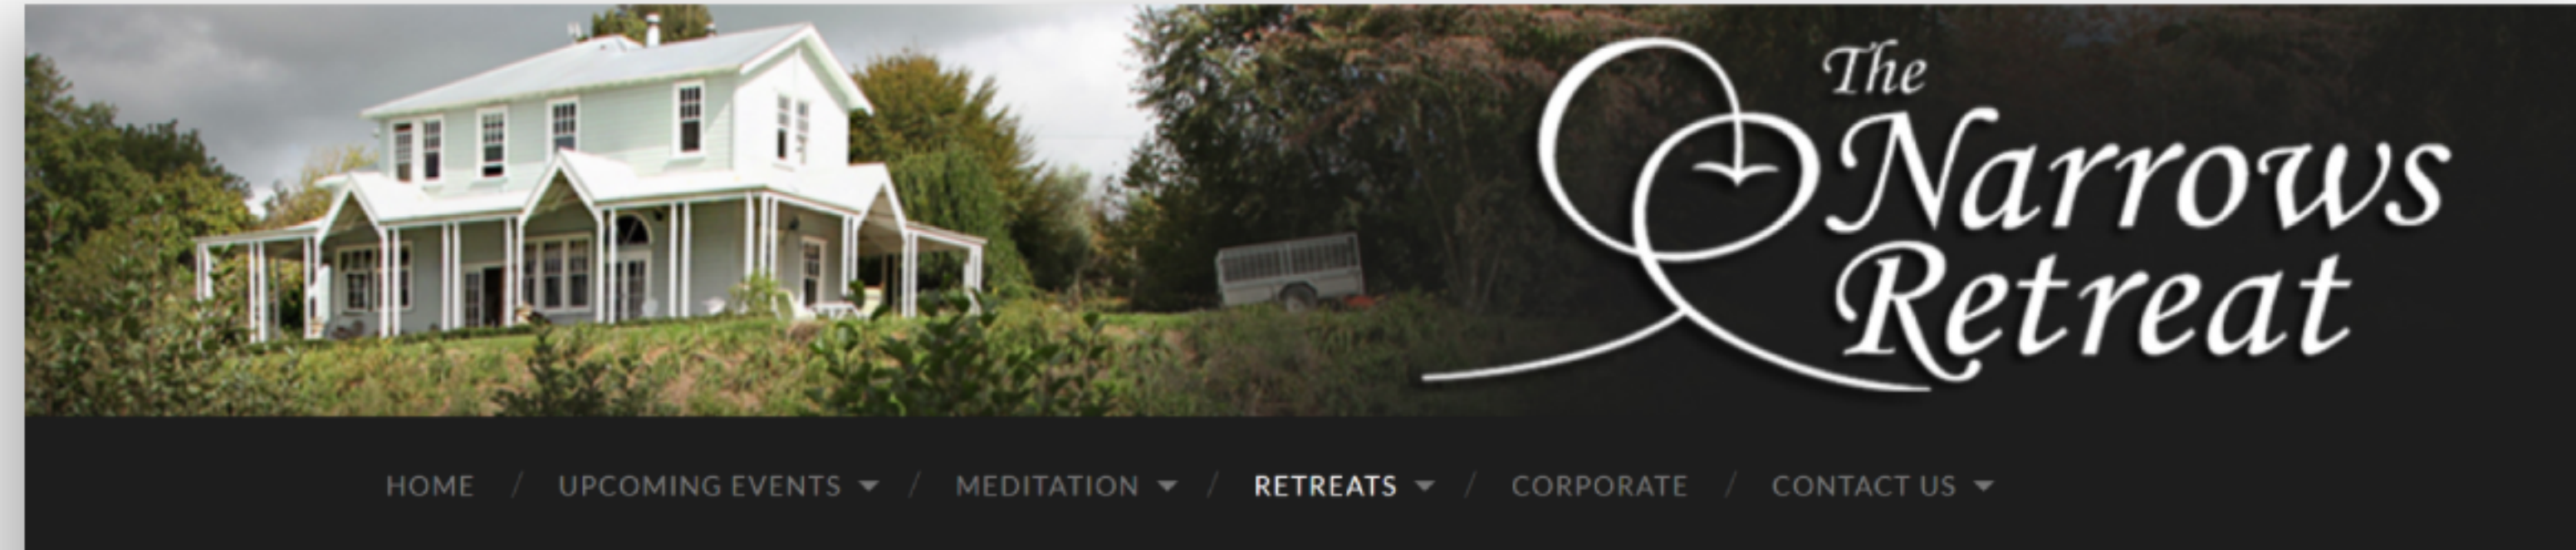 The
Narrows
Retreat
HOME / UPCOMING EVENTS / MEDITATION / RETREATS / CORPORATE / CONTACT US